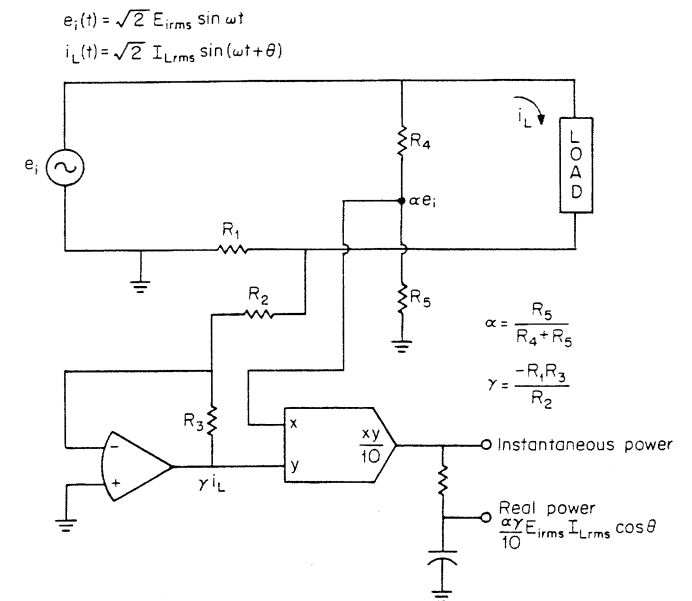 eᵢ(t) = √2 Eᵢrms sin ωt
i_L(t) = √2 I_Lrms sin(ωt+θ)
i_L
R₄
LOAD
eᵢ
αeᵢ
R₁
R₂
R₅
α = R₅ / (R₄ + R₅)
γ = -R₁R₃ / R₂
R₃
x
xy/10
−
Instantaneous power
y
+
γi_L
Real power
αγ/10 Eᵢrms I_Lrms cosθ